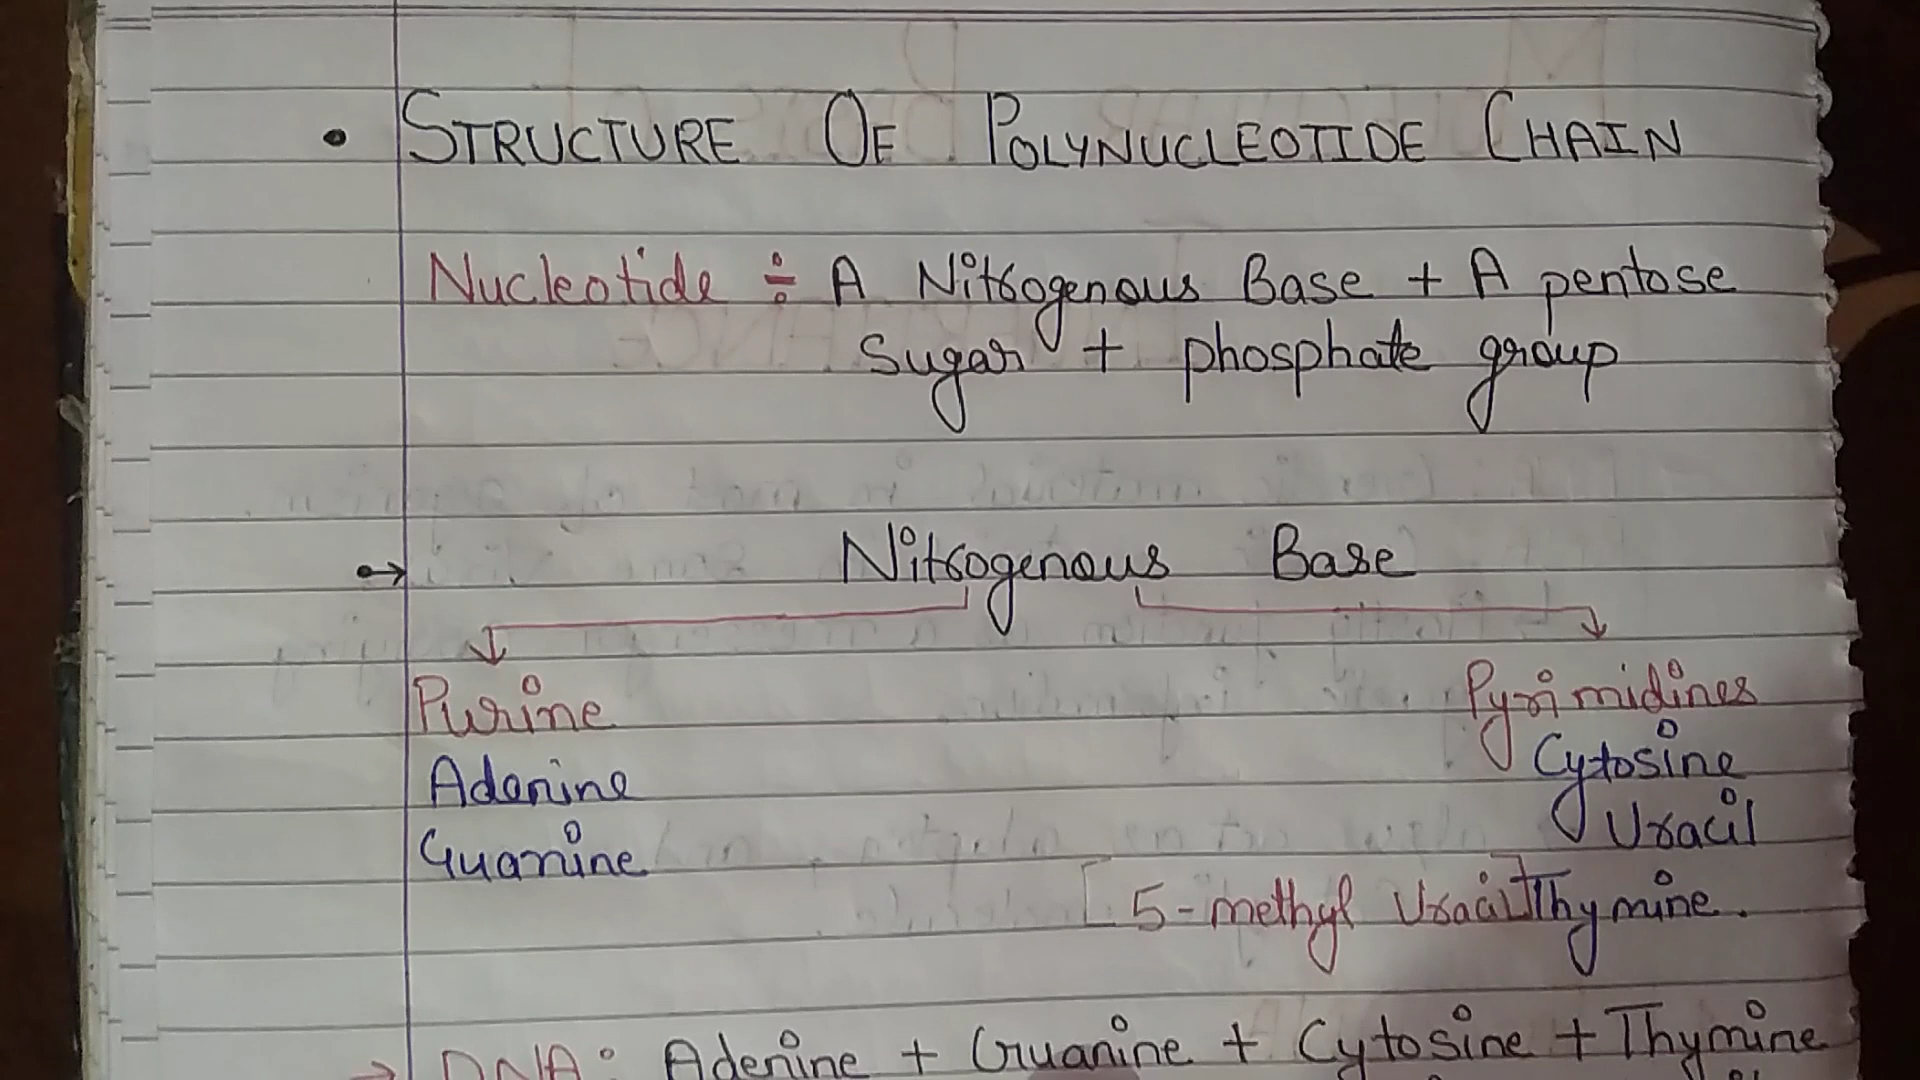 • STRUCTURE OF POLYNUCLEOTIDE CHAIN
Nucleotide ÷ A Nitrogenous Base + A pentose
Sugar + phosphate group
Nitrogenous Base
Purine
Pyrimidines
Adenine
Cytosine
Guanine
Uracil
[5-methyl Uracil] Thymine.
→ DNA: Adenine + Guanine + Cytosine + Thymine